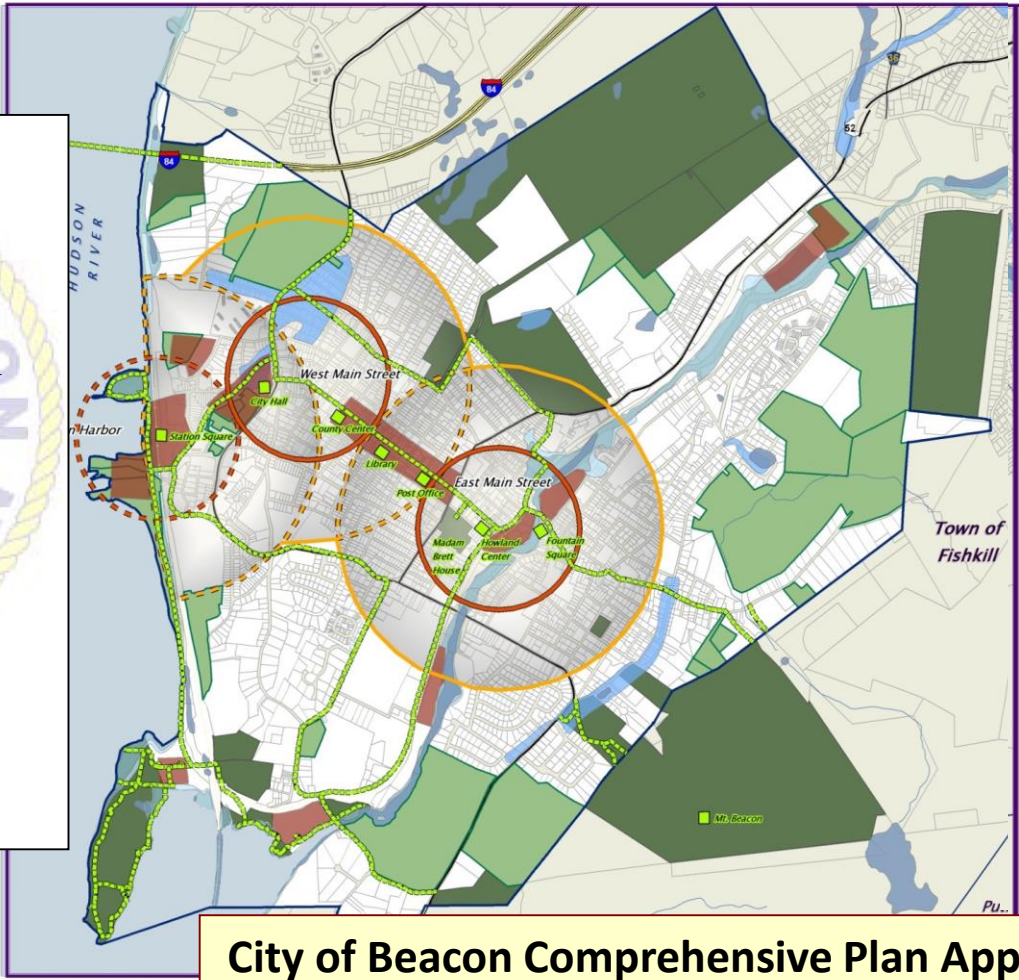 84
52
84
HUDSON
RIVER
West Main Street
City Hall
n Harbor
Station Square
County Center
Library
East Main Street
Post Office
Madam
Brett
House
Howland
Center
Fountain
Square
Town of
Fishkill
Mt. Beacon
Pu..
City of Beacon Comprehensive Plan App